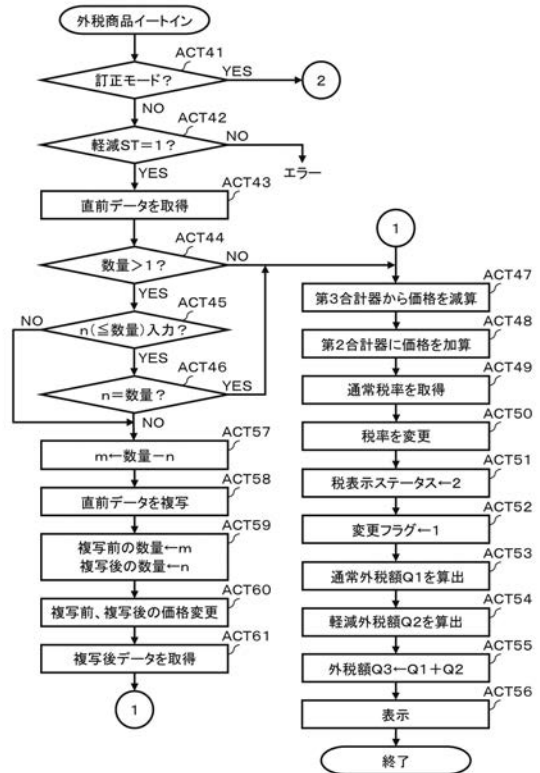 外税商品イートイン
ACT41
訂正モード?
YES
2
NO
ACT42
軽減ST=1?
NO
エラー
YES
ACT43
直前データを取得
ACT44
数量>1?
NO
YES
ACT45
NO
n(≦数量)入力?
YES
ACT46
n=数量?
YES
NO
ACT57
m←数量-n
ACT58
直前データを複写
ACT59
複写前の数量←m
複写後の数量←n
ACT60
複写前、複写後の価格変更
ACT61
複写後データを取得
1
1
ACT47
第3合計器から価格を減算
ACT48
第2合計器に価格を加算
ACT49
通常税率を取得
ACT50
税率を変更
ACT51
税表示ステータス←2
ACT52
変更フラグ←1
ACT53
通常外税額Q1を算出
ACT54
軽減外税額Q2を算出
ACT55
外税額Q3←Q1+Q2
ACT56
表示
終了